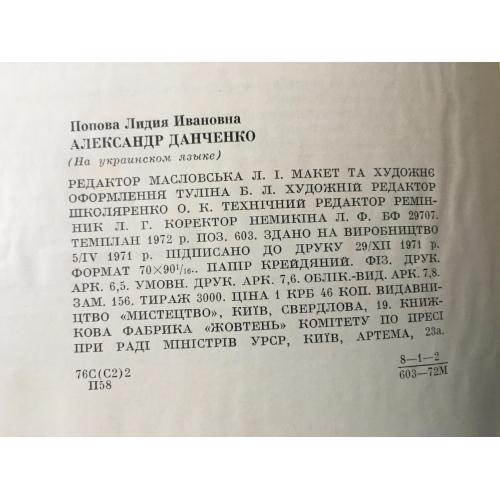 Попова Лидия Ивановна
АЛЕКСАНДР ДАНЧЕНКО
(На украинском языке)
РЕДАКТОР МАСЛОВСЬКА Л. І. МАКЕТ ТА ХУДОЖНЄ
ОФОРМЛЕННЯ ТУЛІНА Б. Л. ХУДОЖНІЙ РЕДАКТОР
ШКОЛЯРЕНКО О. К. ТЕХНІЧНИЙ РЕДАКТОР РЕМІН-
НИК Л. Г. КОРЕКТОР НЕМИКІНА Л. Ф. БФ 29707.
ТЕМПЛАН 1972 р. ПОЗ. 603. ЗДАНО НА ВИРОБНИЦТВО
5/IV 1971 р. ПІДПИСАНО ДО ДРУКУ 29/XII 1971 р.
ФОРМАТ 70×90¹/₁₆.. ПАПІР КРЕЙДЯНИЙ. ФІЗ. ДРУК.
АРК. 6,5. УМОВН. ДРУК. АРК. 7,6. ОБЛІК.-ВИД. АРК. 7,8.
ЗАМ. 156. ТИРАЖ 3000. ЦІНА 1 КРБ 46 КОП. ВИДАВНИ-
ЦТВО «МИСТЕЦТВО», КИЇВ, СВЕРДЛОВА, 19. КНИЖ-
КОВА ФАБРИКА «ЖОВТЕНЬ» КОМІТЕТУ ПО ПРЕСІ
ПРИ РАДІ МІНІСТРІВ УРСР, КИЇВ, АРТЕМА, 23а.
76С(С2)2
П58
8—1—2
603—72М